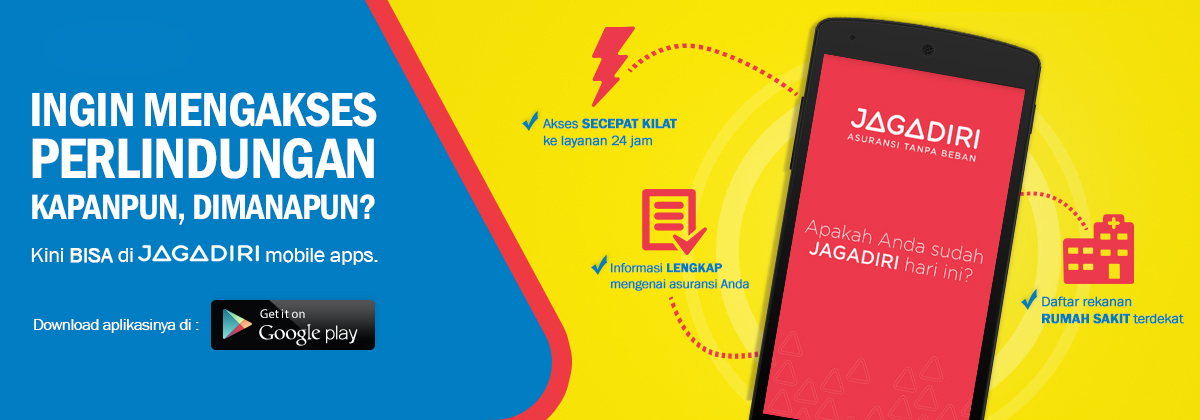 INGIN MENGAKSES
PERLINDUNGAN
KAPANPUN, DIMANAPUN?
Kini BISA di JAGADIRI mobile apps.
Download aplikasinya di :
Get it on
Google play
Akses SECEPAT KILAT
ke layanan 24 jam
Informasi LENGKAP
mengenai asuransi Anda
JAGADIRI
ASURANSI TANPA BEBAN
Apakah Anda sudah
JAGADIRI hari ini?
Daftar rekanan
RUMAH SAKIT terdekat